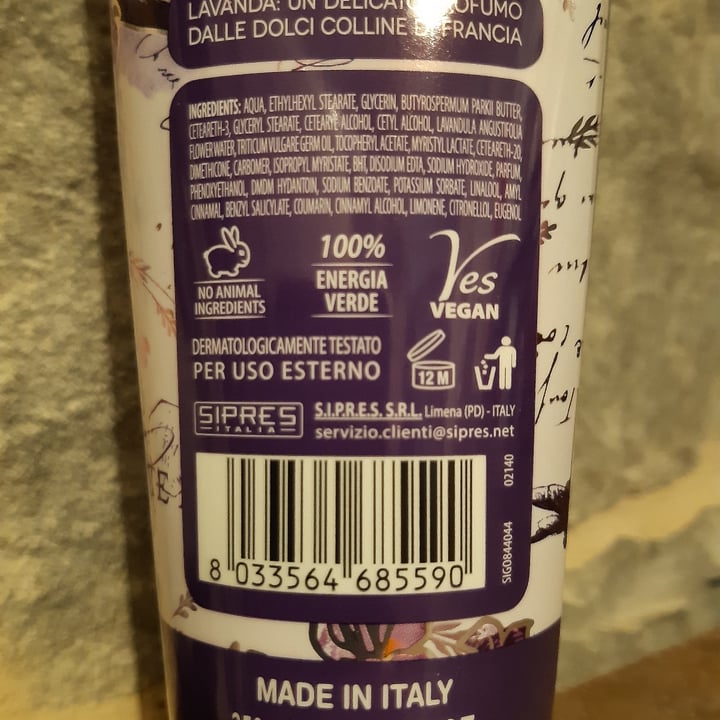 LAVANDA: UN DELICATO PROFUMO
DALLE DOLCI COLLINE DI FRANCIA
INGREDIENTS: AQUA, ETHYLHEXYL STEARATE, GLYCERIN, BUTYROSPERMUM PARKII BUTTER,
CETEARETH-3, GLYCERYL STEARATE, CETEARYL ALCOHOL, CETYL ALCOHOL, LAVANDULA ANGUSTIFOLIA
FLOWER WATER, TRITICUM VULGARE GERM OIL, TOCOPHERYL ACETATE, MYRISTYL LACTATE, CETEARETH-20,
DIMETHICONE, CARBOMER, ISOPROPYL MYRISTATE, BHT, DISODIUM EDTA, SODIUM HYDROXIDE, PARFUM,
PHENOXYETHANOL, DMDM HYDANTOIN, SODIUM BENZOATE, POTASSIUM SORBATE, LINALOOL, AMYL
CINNAMAL, BENZYL SALICYLATE, COUMARIN, CINNAMYL ALCOHOL, LIMONENE, CITRONELLOL, EUGENOL
NO ANIMAL
INGREDIENTS
100%
ENERGIA
VERDE
Yes
VEGAN
DERMATOLOGICAMENTE TESTATO
PER USO ESTERNO
12 M
SIPRES
ITALIA
S.I.P.R.E.S. S.R.L. Limena (PD) - ITALY
servizio.clienti@sipres.net
02140
SIG0844044
8 033564 685590
MADE IN ITALY